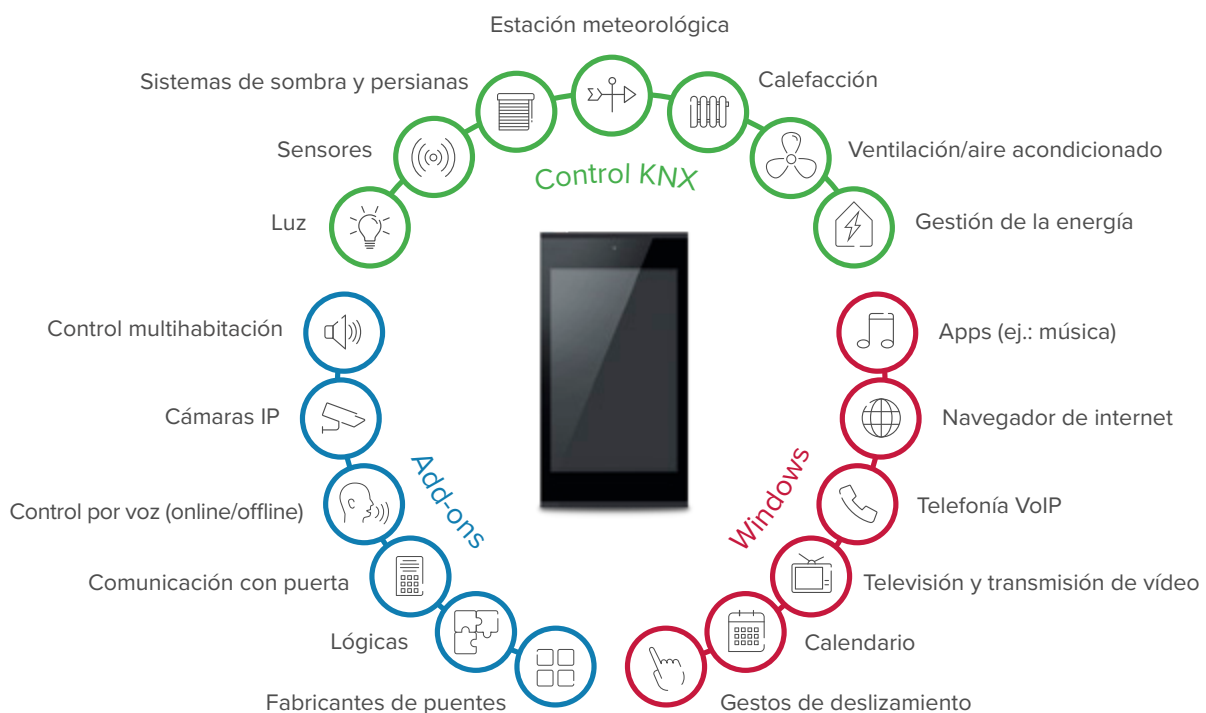 Estación meteorológica
Sistemas de sombra y persianas
Calefacción
Sensores
Ventilación/aire acondicionado
Control KNX
Luz
Gestión de la energía
Control multihabitación
Apps (ej.: música)
Cámaras IP
Navegador de internet
Add-ons
Windows
Control por voz (online/offline)
Telefonía VoIP
Comunicación con puerta
Televisión y transmisión de vídeo
Lógicas
Calendario
Fabricantes de puentes
Gestos de deslizamiento